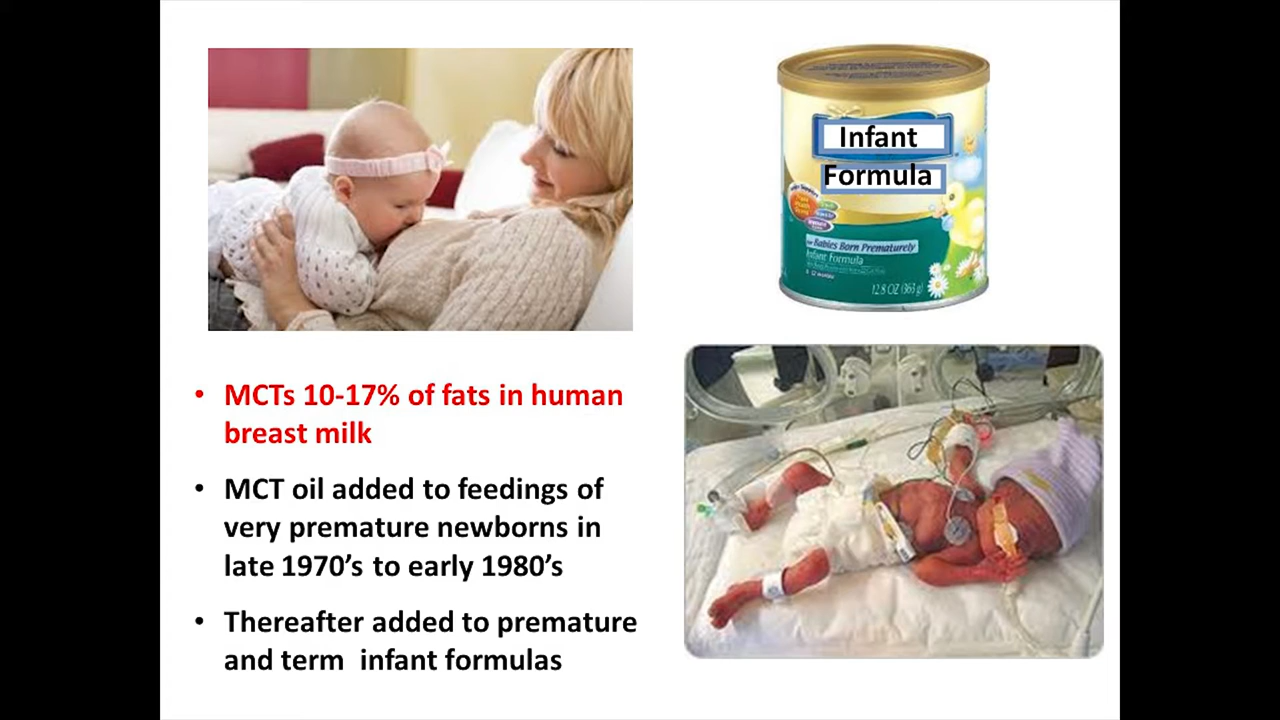 Infant
Formula
for Babies Born Prematurely
Infant Formula
12.8 OZ (363g)
• MCTs 10-17% of fats in human
breast milk
• MCT oil added to feedings of
very premature newborns in
late 1970’s to early 1980’s
• Thereafter added to premature
and term infant formulas